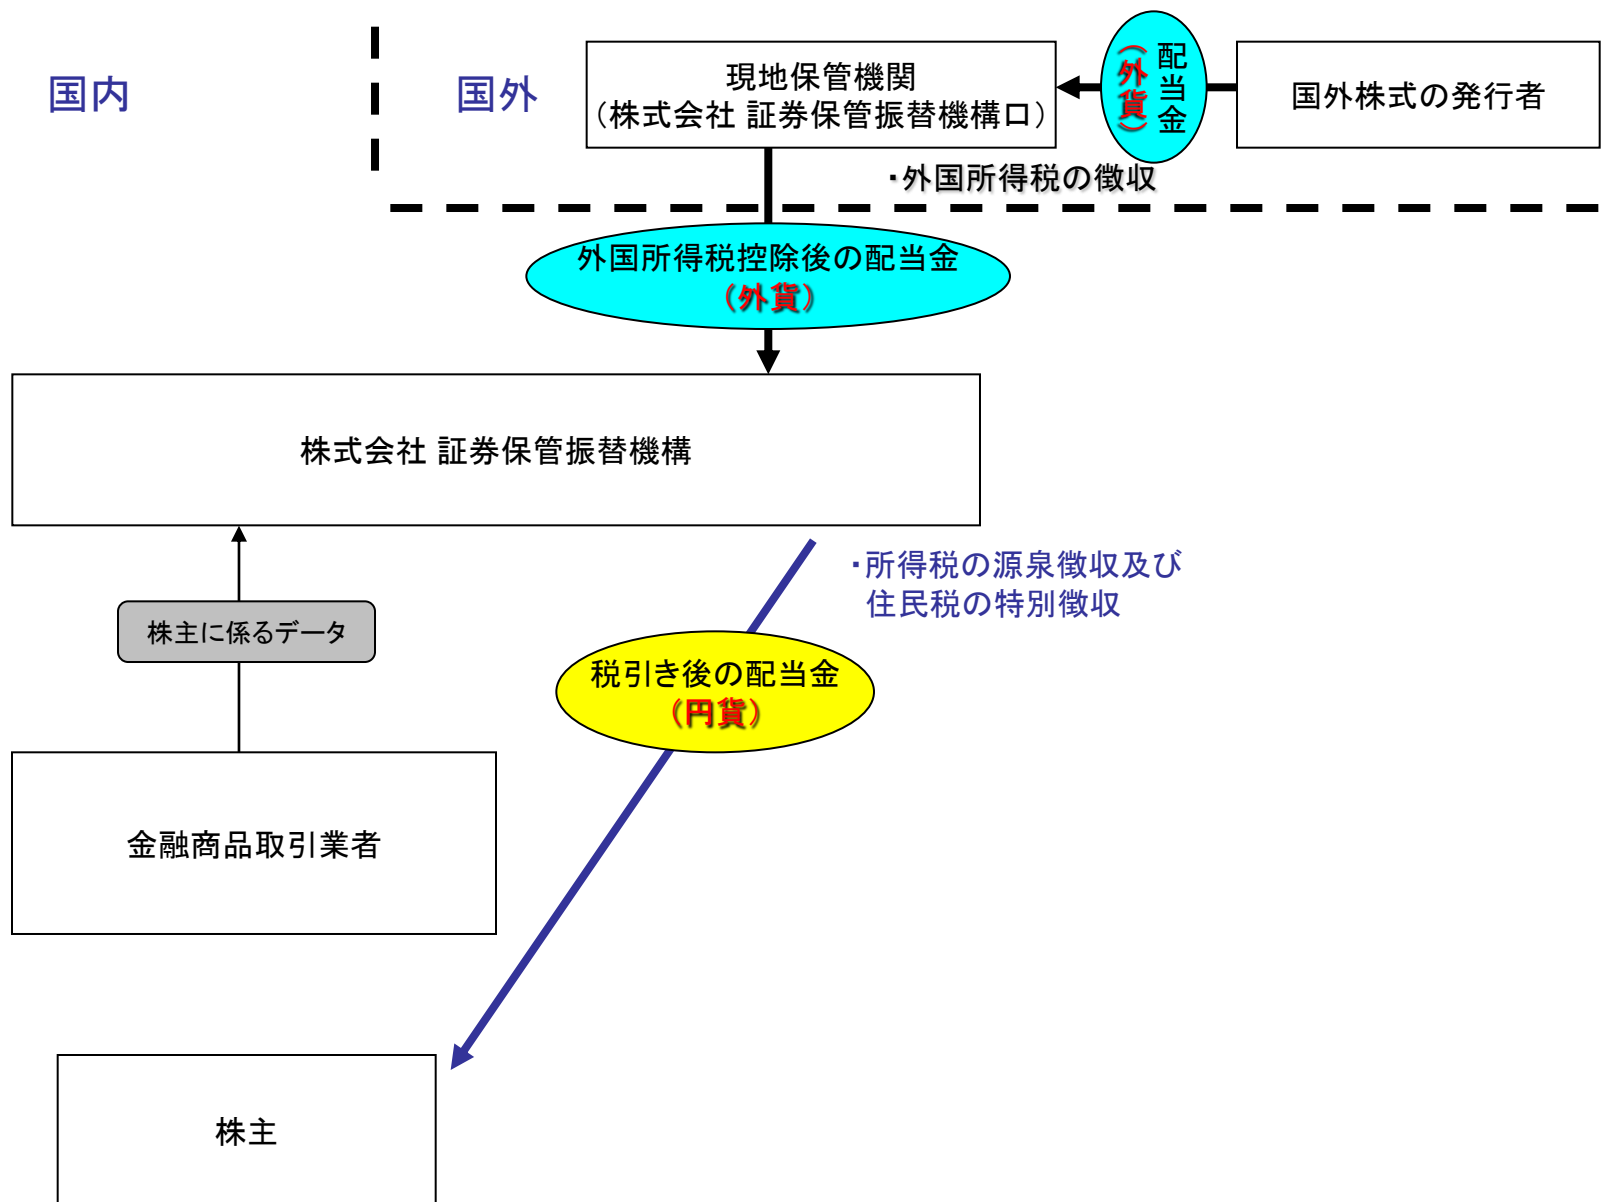 国内
国外
現地保管機関
（株式会社 証券保管振替機構口）
配当金
（外貨）
国外株式の発行者
・外国所得税の徴収
外国所得税控除後の配当金
（外貨）
株式会社 証券保管振替機構
・所得税の源泉徴収及び
住民税の特別徴収
株主に係るデータ
税引き後の配当金
（円貨）
金融商品取引業者
株主